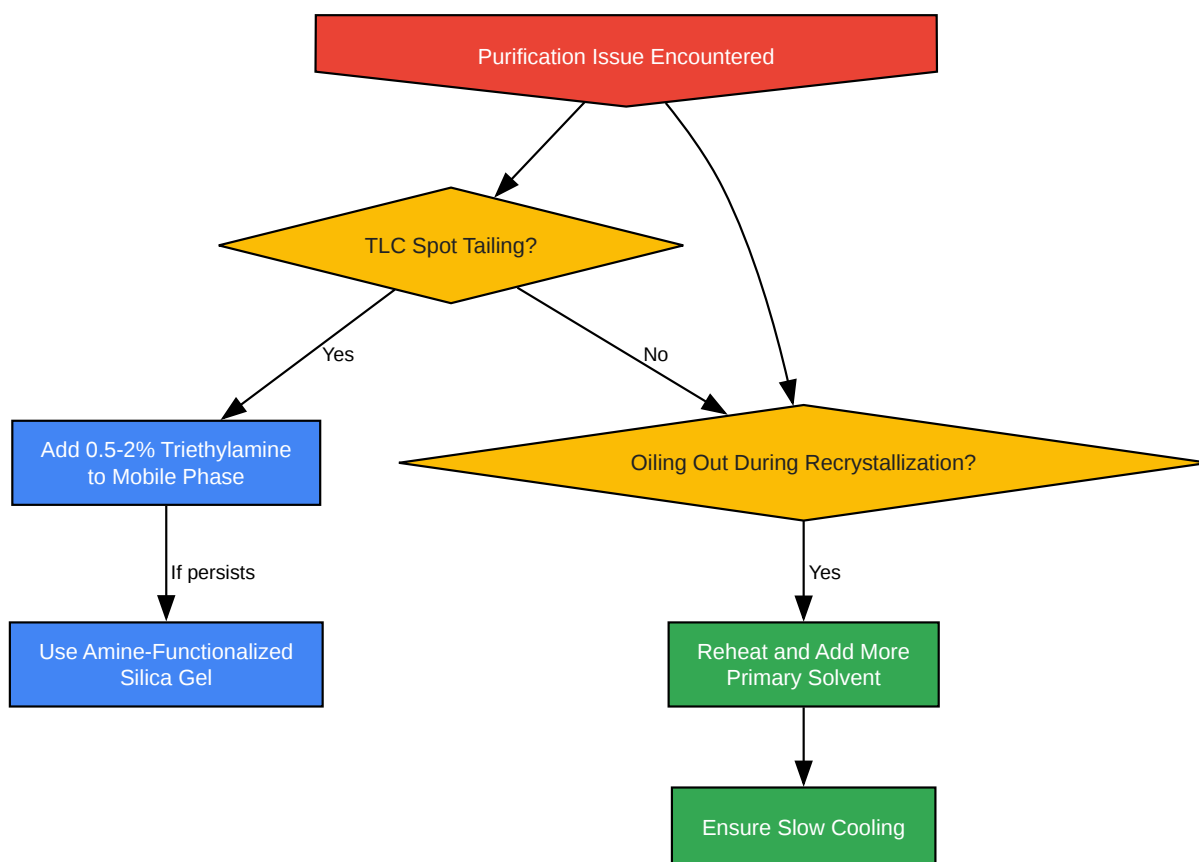 Purification Issue Encountered
TLC Spot Tailing?
Yes
No
Add 0.5-2% Triethylamine
to Mobile Phase
Oiling Out During Recrystallization?
If persists
Yes
Use Amine-Functionalized
Silica Gel
Reheat and Add More
Primary Solvent
Ensure Slow Cooling